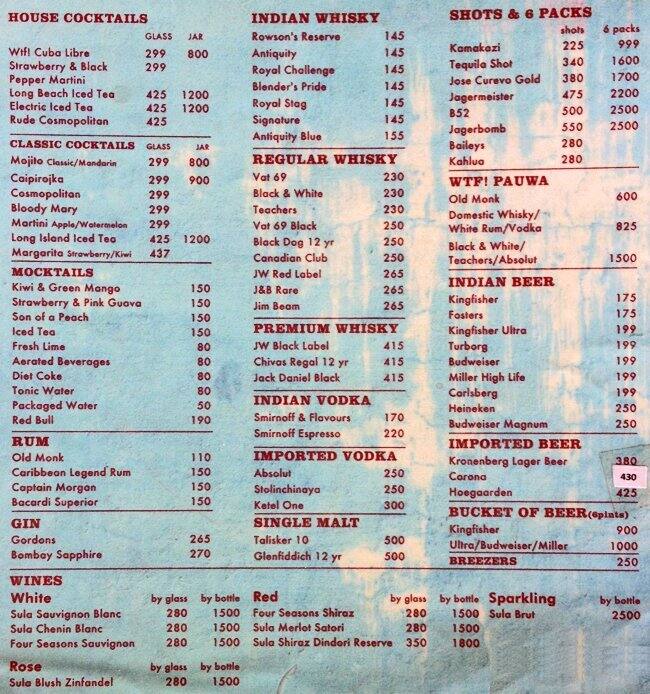 HOUSE COCKTAILS
GLASS JAR
Wtf! Cuba Libre 299 800
Strawberry & Black 299
Pepper Martini
Long Beach Iced Tea 425 1200
Electric Iced Tea 425 1200
Rude Cosmopolitan 425
CLASSIC COCKTAILS GLASS JAR
Mojito Classic/Mandarin 299 800
Caipirojka 299 900
Cosmopolitan 299
Bloody Mary 299
Martini Apple/Watermelon 299
Long Island Iced Tea 425 1200
Margarita Strawberry/Kiwi 437
MOCKTAILS
Kiwi & Green Mango 150
Strawberry & Pink Guava 150
Son of a Peach 150
Iced Tea 150
Fresh Lime 80
Aerated Beverages 80
Diet Coke 80
Tonic Water 80
Packaged Water 50
Red Bull 190
RUM
Old Monk 110
Caribbean Legend Rum 150
Captain Morgan 150
Bacardi Superior 150
GIN
Gordons 265
Bombay Sapphire 270
INDIAN WHISKY
Rowson's Reserve 145
Antiquity 145
Royal Challenge 145
Blender's Pride 145
Royal Stag 145
Signature 145
Antiquity Blue 155
REGULAR WHISKY
Vat 69 230
Black & White 230
Teachers 230
Vat 69 Black 250
Black Dog 12 yr 250
Canadian Club 250
JW Red Label 265
J&B Rare 265
Jim Beam 265
PREMIUM WHISKY
JW Black Label 415
Chivas Regal 12 yr 415
Jack Daniel Black 415
INDIAN VODKA
Smirnoff & Flavours 170
Smirnoff Espresso 220
IMPORTED VODKA
Absolut 250
Stolinchinaya 250
Ketel One 300
SINGLE MALT
Talisker 10 500
Glenfiddich 12 yr 500
SHOTS & 6 PACKS
shots 6 packs
Kamakazi 225 999
Tequila Shot 340 1600
Jose Curevo Gold 380 1700
Jagermeister 475 2200
B52 500 2500
Jagerbomb 550 2500
Baileys 280
Kahlua 280
WTF! PAUWA
Old Monk 600
Domestic Whisky/
White Rum/Vodka 825
Black & White/
Teachers/Absolut 1500
INDIAN BEER
Kingfisher 175
Fosters 175
Kingfisher Ultra 199
Turborg 199
Budweiser 199
Miller High Life 199
Carlsberg 199
Heineken 250
Budweiser Magnum 250
IMPORTED BEER
Kronenberg Lager Beer 380
Corona 430
Hoegaarden 425
BUCKET OF BEER(6pints)
Kingfisher 900
Ultra/Budweiser/Miller 1000
BREEZERS 250
WINES
White by glass by bottle
Sula Sauvignon Blanc 280 1500
Sula Chenin Blanc 280 1500
Four Seasons Sauvignon 280 1500
Rose by glass by bottle
Sula Blush Zinfandel 280 1500
Red by glass by bottle
Four Seasons Shiraz 280 1500
Sula Merlot Satori 280 1500
Sula Shiraz Dindori Reserve 350 1800
Sparkling by bottle
Sula Brut 2500